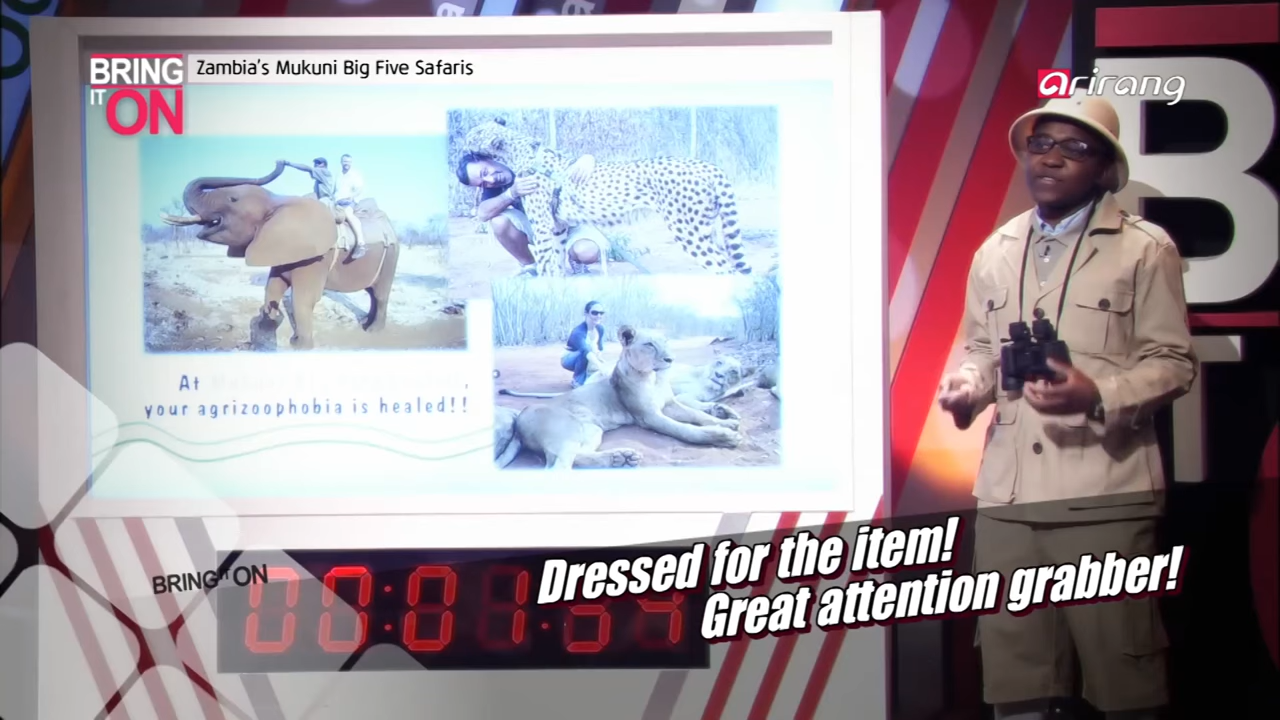 BRING
IT ON
Zambia's Mukuni Big Five Safaris
arirang
B
At
your agrizoophobia is healed!!
BRING IT ON
00:01:54
Dressed for the item!
Great attention grabber!